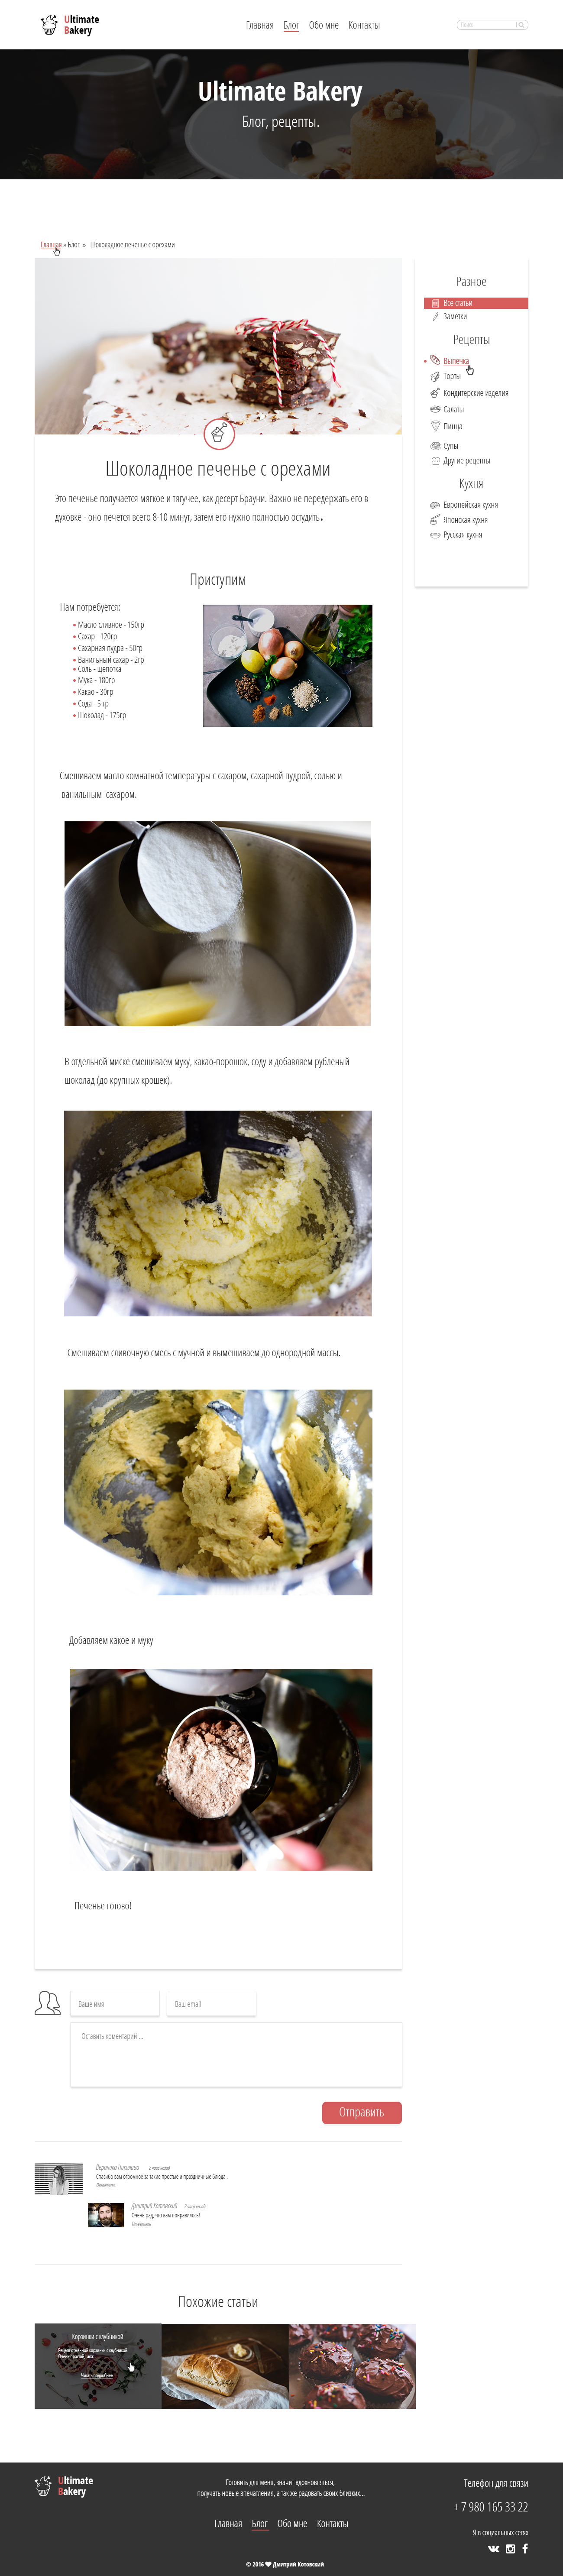 Ultimate
Bakery
Главная Блог Обо мне Контакты
Поиск
Ultimate Bakery
Блог, рецепты.
Главная » Блог » Шоколадное печенье с орехами
Шоколадное печенье с орехами
Это печенье получается мягкое и тягучее, как десерт Брауни. Важно не передержать его в
духовке - оно печется всего 8-10 минут, затем его нужно полностью остудить.
Приступим
Нам потребуется:
Масло сливное - 150гр
Сахар - 120гр
Сахарная пудра - 50гр
Ванильный сахар - 2гр
Соль - щепотка
Мука - 180гр
Какао - 30гр
Сода - 5 гр
Шоколад - 175гр
Смешиваем масло комнатной температуры с сахаром, сахарной пудрой, солью и
ванильным сахаром.
В отдельной миске смешиваем муку, какао-порошок, соду и добавляем рубленый
шоколад (до крупных крошек).
Смешиваем сливочную смесь с мучной и вымешиваем до однородной массы.
Добавляем какое и муку
Печенье готово!
Разное
Все статьи
Заметки
Рецепты
Выпечка
Торты
Кондитерские изделия
Салаты
Пицца
Супы
Другие рецепты
Кухня
Европейская кухня
Японская кухня
Русская кухня
Ваше имя
Ваш email
Оставить коментарий ...
Отправить
Вероника Николова 2 часа назад
Спасибо вам огромное за такие простые и праздничные блюда.
Ответить
Дмитрий Котовский 2 часа назад
Очень рад, что вам понравилось!
Ответить
Похожие статьи
Корзинки с клубникой
Читать подробнее
Ultimate
Bakery
Готовить для меня, значит вдохновляться,
получать новые впечатления, а так же радовать своих близких...
Главная Блог Обо мне Контакты
© 2016 Дмитрий Котовский
Телефон для связи
+ 7 980 165 33 22
Я в социальных сетях